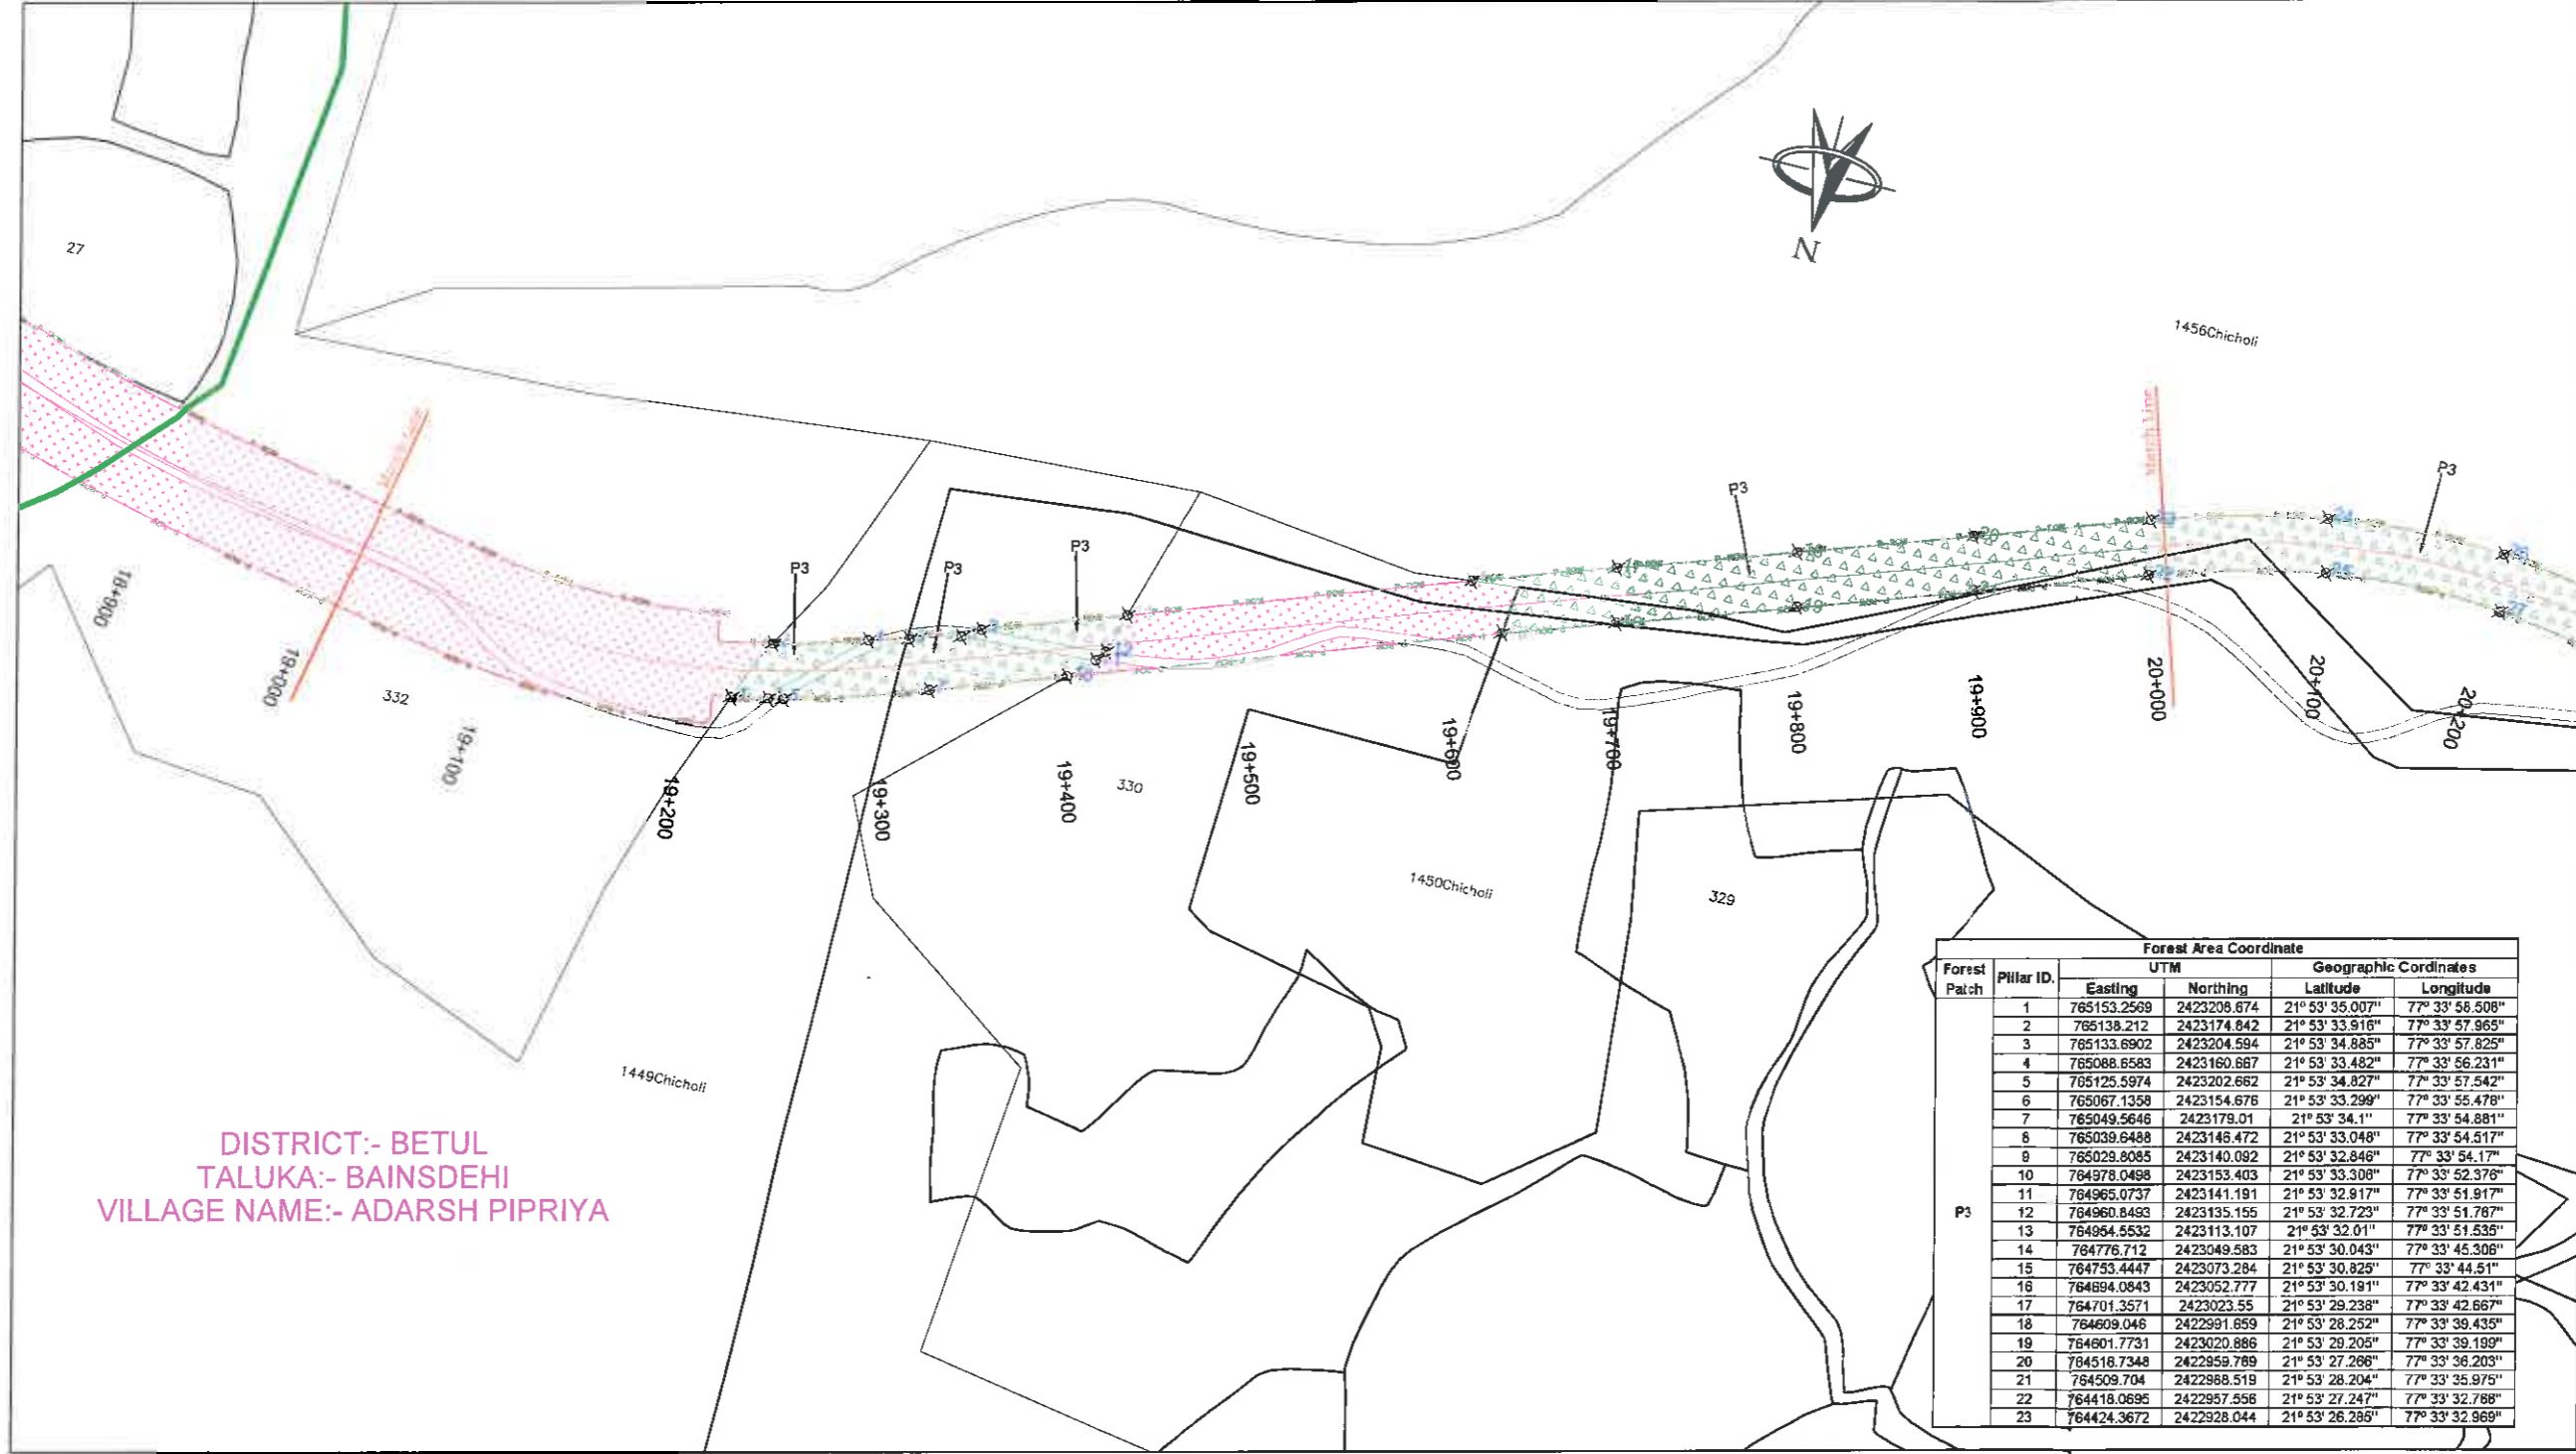 27
N
1456Chicholi
Match Line
P3
P3
P3
P3
P3
24
20
12
18+900
19+000
332
19+100
19+200
19+300
19+400
330
19+500
19+600
19+700
19+800
19+900
20+000
20+100
20+200
1450Chicholi
329
1449Chicholi
DISTRICT:- BETUL
TALUKA:- BAINSDEHI
VILLAGE NAME:- ADARSH PIPRIYA
Forest Area Coordinate
Forest Patch Pillar ID. UTM Geographic Cordinates
Easting Northing Latitude Longitude
P3
1 765153.2569 2423208.674 21° 53' 35.007" 77° 33' 58.508"
2 765138.212 2423174.842 21° 53' 33.916" 77° 33' 57.965"
3 765133.6902 2423204.594 21° 53' 34.885" 77° 33' 57.825"
4 765088.6583 2423160.667 21° 53' 33.482" 77° 33' 56.231"
5 765125.5974 2423202.662 21° 53' 34.827" 77° 33' 57.542"
6 765067.1358 2423154.676 21° 53' 33.299" 77° 33' 55.478"
7 765049.5646 2423179.01 21° 53' 34.1" 77° 33' 54.881"
8 765039.6488 2423146.472 21° 53' 33.048" 77° 33' 54.517"
9 765029.8085 2423140.092 21° 53' 32.846" 77° 33' 54.17"
10 764978.0498 2423153.403 21° 53' 33.306" 77° 33' 52.376"
11 764965.0737 2423141.191 21° 53' 32.917" 77° 33' 51.917"
12 764960.8493 2423135.155 21° 53' 32.723" 77° 33' 51.767"
13 764954.5532 2423113.107 21° 53' 32.01" 77° 33' 51.535"
14 764776.712 2423049.583 21° 53' 30.043" 77° 33' 45.306"
15 764753.4447 2423073.284 21° 53' 30.825" 77° 33' 44.51"
16 764694.0843 2423052.777 21° 53' 30.191" 77° 33' 42.431"
17 764701.3571 2423023.55 21° 53' 29.238" 77° 33' 42.667"
18 764609.046 2422991.659 21° 53' 28.252" 77° 33' 39.435"
19 764601.7731 2423020.886 21° 53' 29.205" 77° 33' 39.199"
20 764518.7348 2422959.789 21° 53' 27.266" 77° 33' 36.203"
21 764509.704 2422988.519 21° 53' 28.204" 77° 33' 35.975"
22 764418.0695 2422957.556 21° 53' 27.247" 77° 33' 32.766"
23 764424.3672 2422928.044 21° 53' 26.285" 77° 33' 32.969"